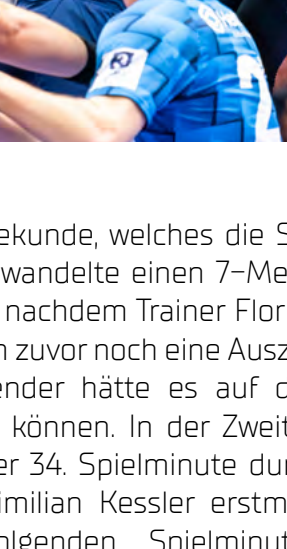 ekunde, welches die S
wandelte einen 7-Me
nachdem Trainer Flor
n zuvor noch eine Ausz
ender hätte es auf d
können. In der Zweit
er 34. Spielminute dur
imilian Kessler erstm
olgenden Spielminut